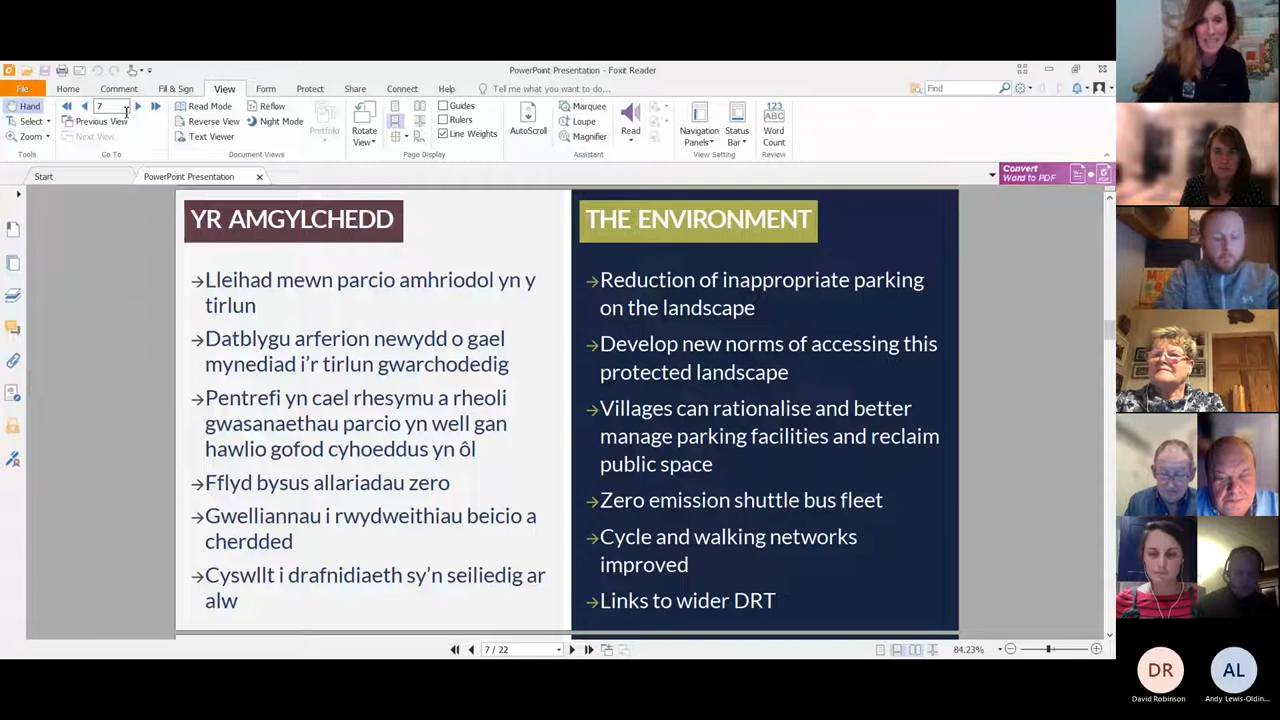 PowerPoint Presentation - Foxit Reader
File Home Comment Fill & Sign View Form Protect Share Connect Help Tell me what you want to do... Find
Hand 7 Read Mode Reflow Guides Marquee 123
Select Previous View Reverse View Night Mode Rulers Loupe ABC
Zoom Next View Text Viewer Portfolio Rotate View Line Weights AutoScroll Magnifier Read Navigation Panels Status Bar Word Count
Tools Go To Document Views Page Display Assistant View Setting Review
Start PowerPoint Presentation Convert Word to PDF
YR AMGYLCHEDD
→Lleihad mewn parcio amhriodol yn y
tirlun
→Datblygu arferion newydd o gael
mynediad i'r tirlun gwarchodedig
→Pentrefi yn cael rhesymu a rheoli
gwasanaethau parcio yn well gan
hawlio gofod cyhoeddus yn ôl
→Fflyd bysus allariadau zero
→Gwelliannau i rwydweithiau beicio a
cherdded
→Cyswllt i drafnidiaeth sy'n seiliedig ar
alw
THE ENVIRONMENT
→Reduction of inappropriate parking
on the landscape
→Develop new norms of accessing this
protected landscape
→Villages can rationalise and better
manage parking facilities and reclaim
public space
→Zero emission shuttle bus fleet
→Cycle and walking networks
improved
→Links to wider DRT
7 / 22 84.23%
DR AL
David Robinson Andy Lewis-Oldin...